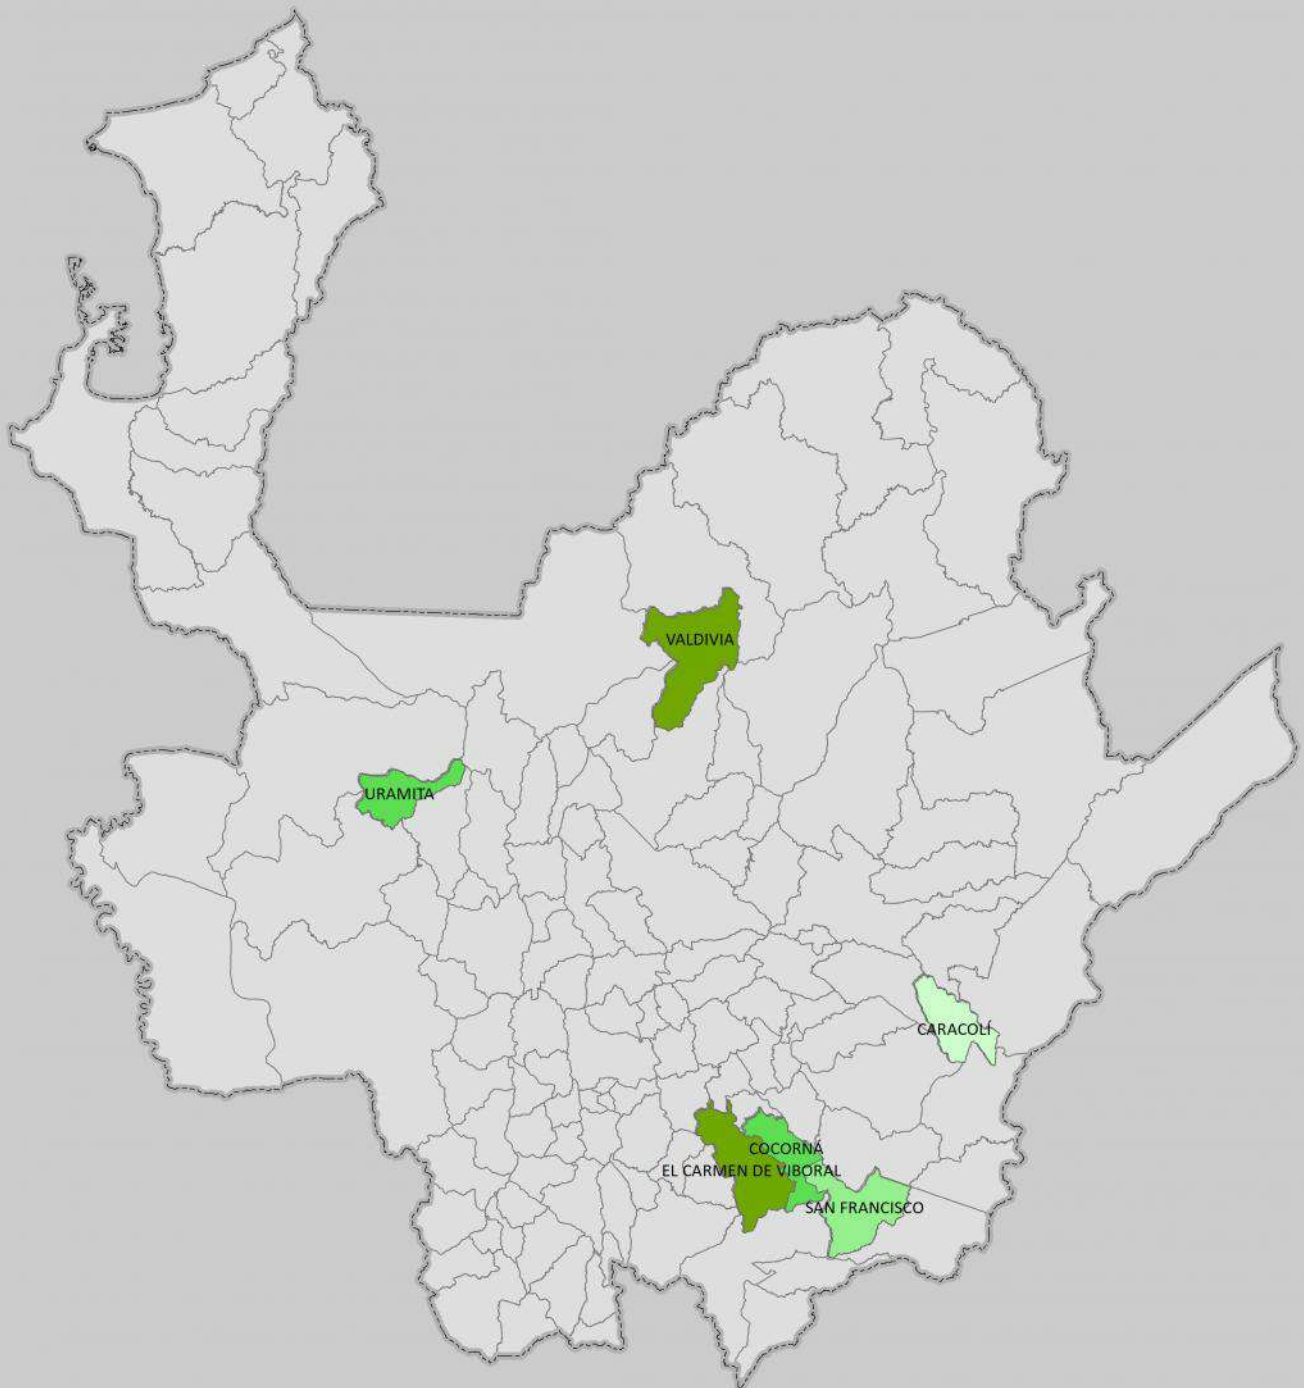 VALDIVIA
URAMITA
CARACOLÍ
COCORNÁ
EL CARMEN DE VIBORAL
SAN FRANCISCO